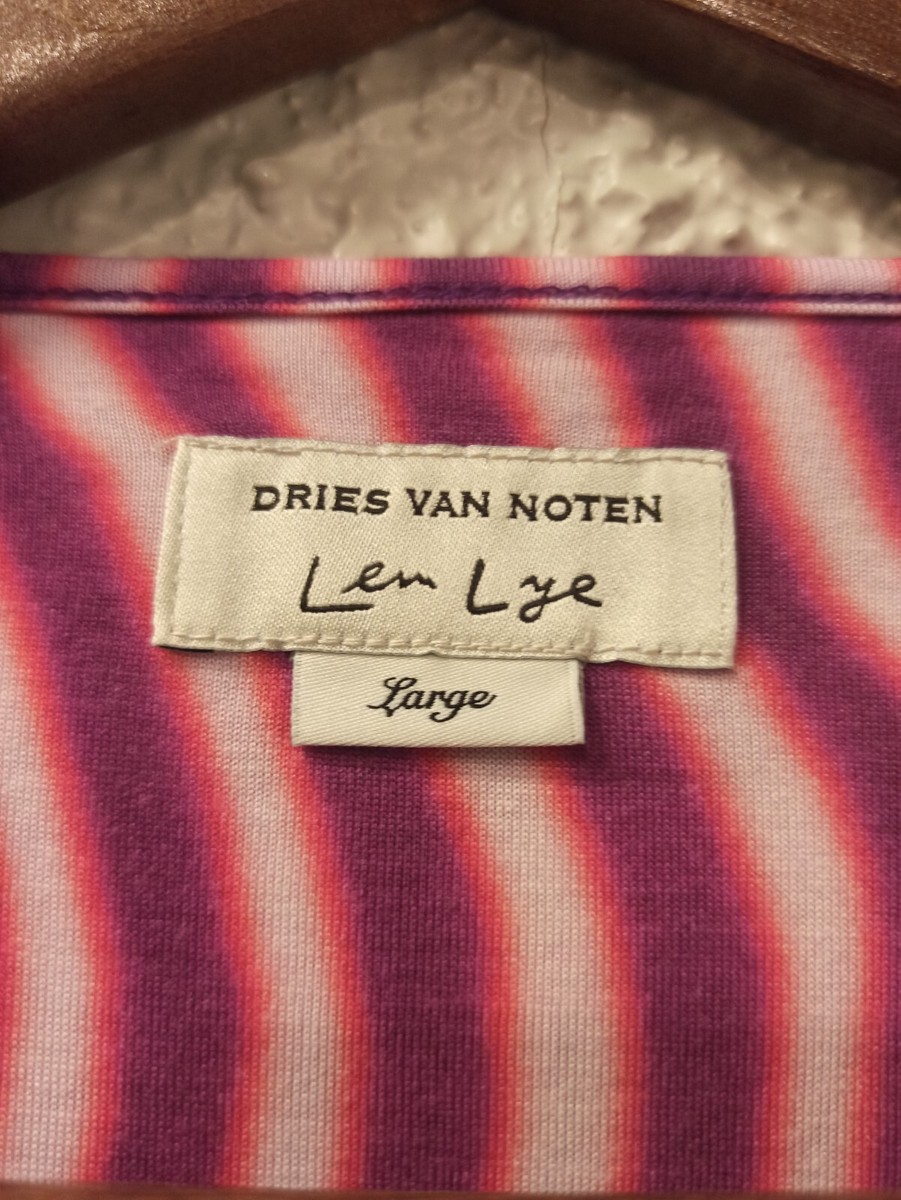 DRIES VAN NOTEN
Len Lye
Large